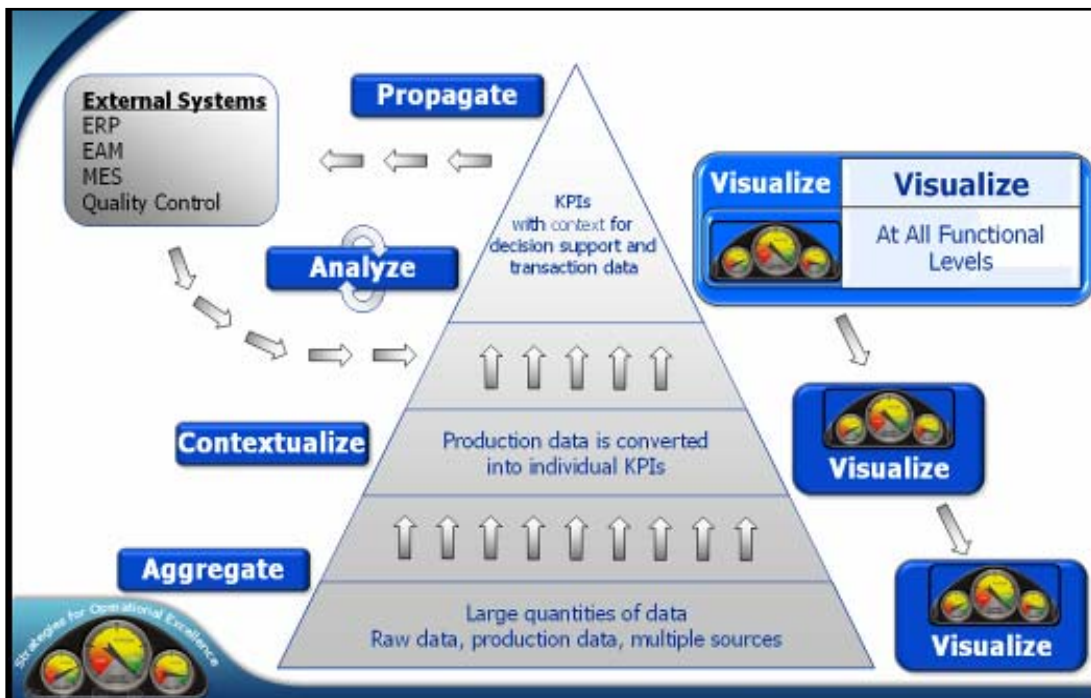 Propagate
External Systems
ERP
EAM
MES
Quality Control
KPIs
with context for
decision support and
transaction data
Visualize
Visualize
At All Functional
Levels
Analyze
Contextualize
Production data is converted
into individual KPIs
Visualize
Aggregate
Large quantities of data
Raw data, production data, multiple sources
Visualize
Strategies for Operational Excellence